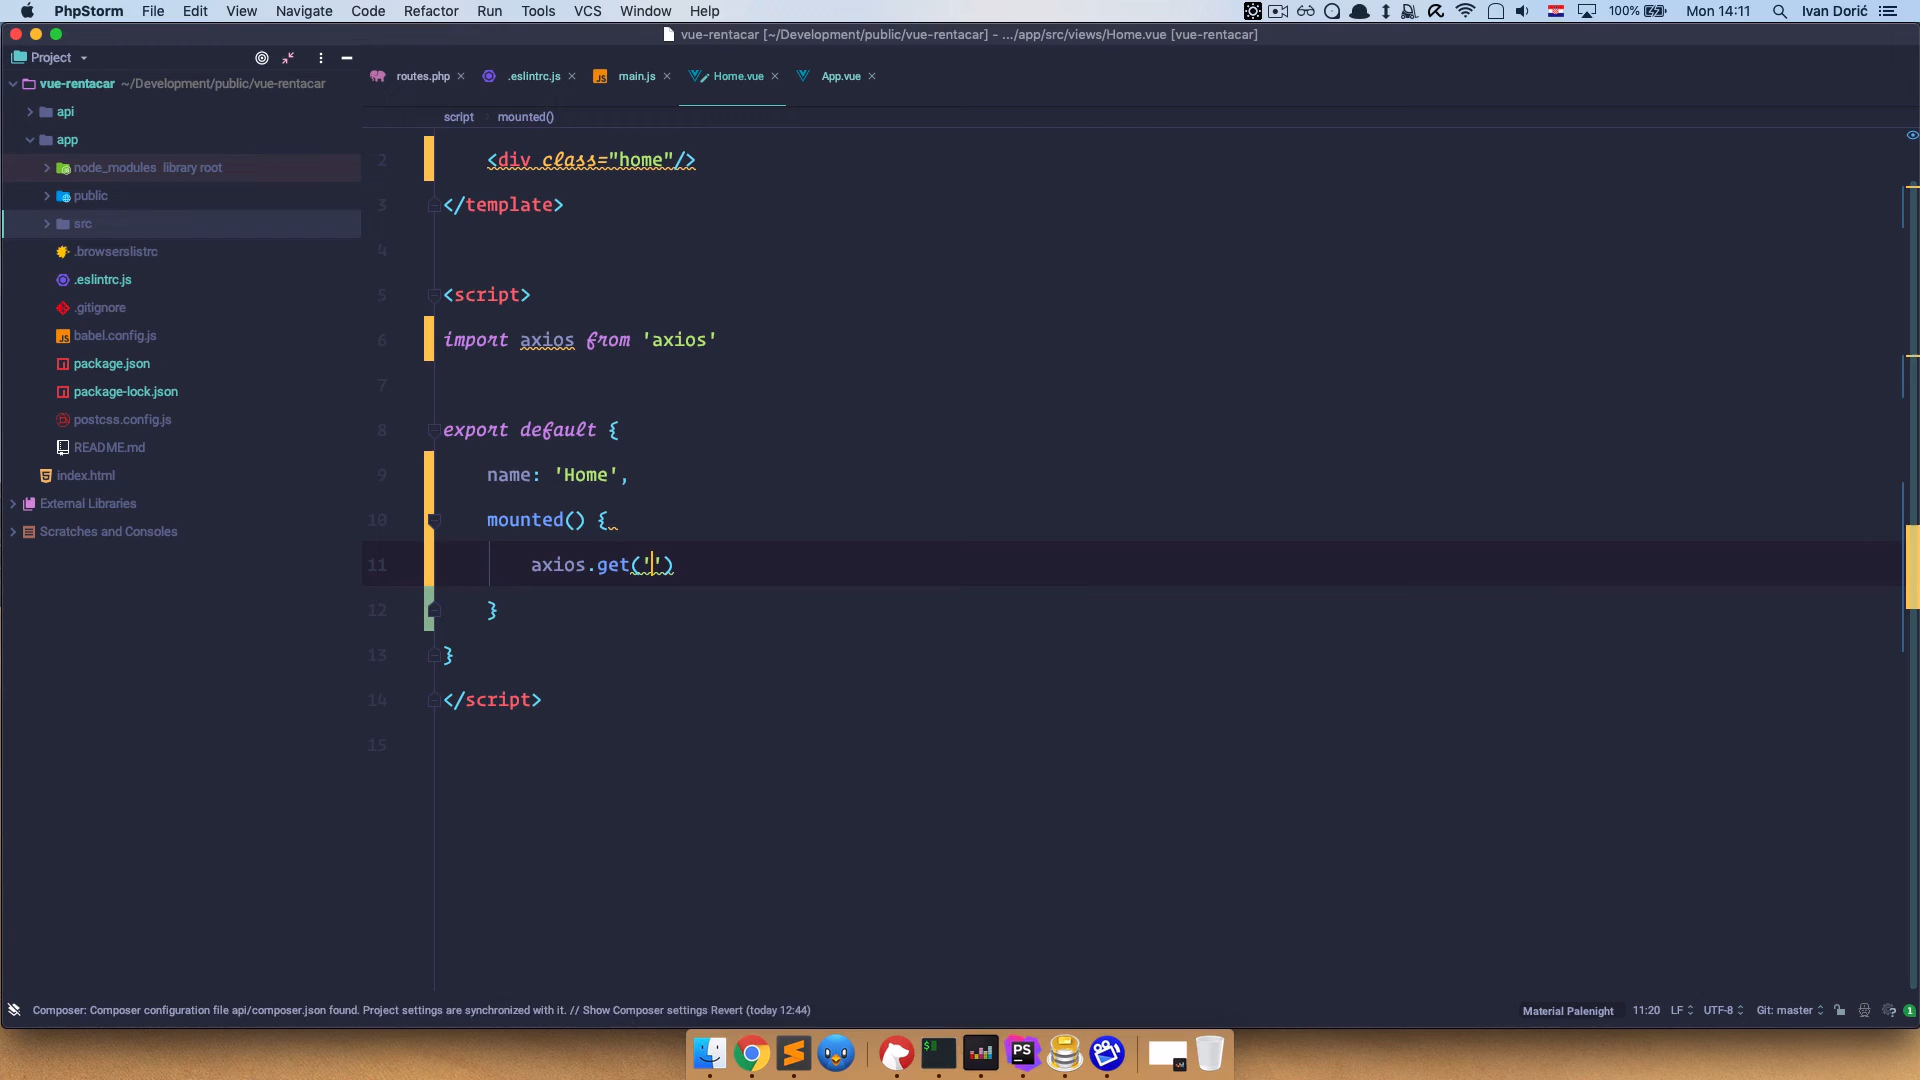 PhpStorm File Edit View Navigate Code Refactor Run Tools VCS Window Help 100% Mon 14:11 Ivan Dorić
vue-rentacar [~/Development/public/vue-rentacar] - .../app/src/views/Home.vue [vue-rentacar]
Project
routes.php .eslintrc.js main.js Home.vue App.vue
vue-rentacar ~/Development/public/vue-rentacar
api
app
node_modules library root
public
src
.browserslistrc
.eslintrc.js
.gitignore
babel.config.js
package.json
package-lock.json
postcss.config.js
README.md
index.html
External Libraries
Scratches and Consoles
script mounted()
2 <div class="home"/>
3 </template>
4
5 <script>
6 import axios from 'axios'
7
8 export default {
9 name: 'Home',
10 mounted() {
11 axios.get('')
12 }
13 }
14 </script>
15
Composer: Composer configuration file api/composer.json found. Project settings are synchronized with it. // Show Composer settings Revert (today 12:44)
Material Palenight 11:20 LF UTF-8 Git: master 1
JS
PS